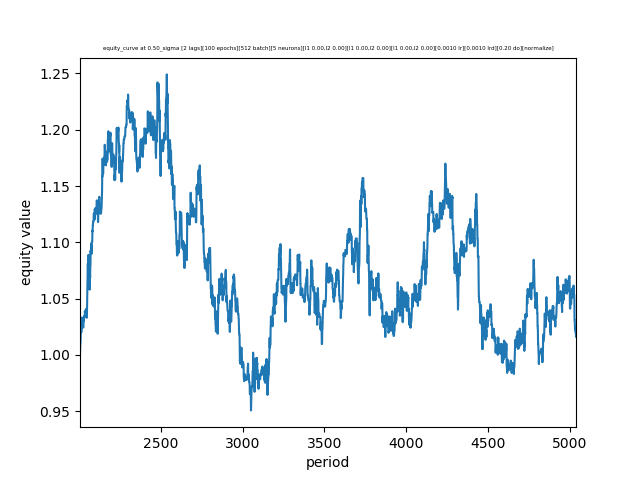 equity_curve at 0.50_sigma [2 lags][100 epochs][512 batch][5 neurons][l1 0.00,l2 0.00][l1 0.00,l2 0.00][l1 0.00,l2 0.00][0.0010 lr][0.0010 lrd][0.20 do][normalize]
1.25
1.20
1.15
1.10
1.05
1.00
0.95
equity value
2500 3000 3500 4000 4500 5000
period